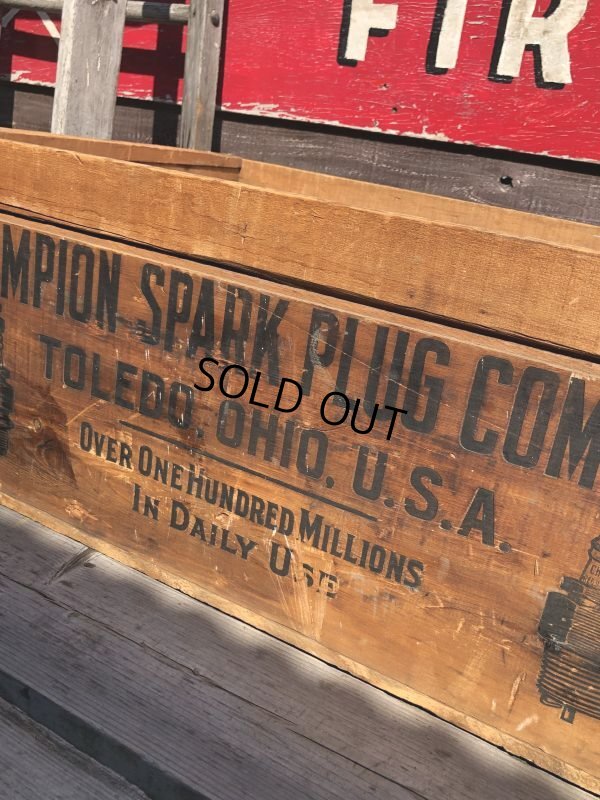 FIR
MPION SPARK PLUG COM
TOLEDO, OHIO, U.S.A.
SOLD OUT
OVER ONE HUNDRED MILLIONS
IN DAILY USE